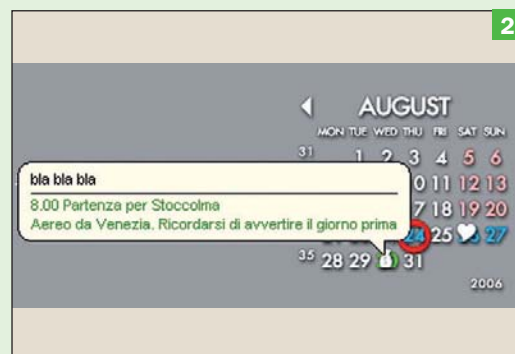 2
AUGUST
MON TUE WED THU FRI SAT SUN
31 1 2 3 4 5 6
bla bla bla
0 11 12 13
8.00 Partenza per Stoccolma
7 18 19 20
Aereo da Venezia. Ricordarsi di avvertire il giorno prima
24 25 27
35 28 29 31
2006